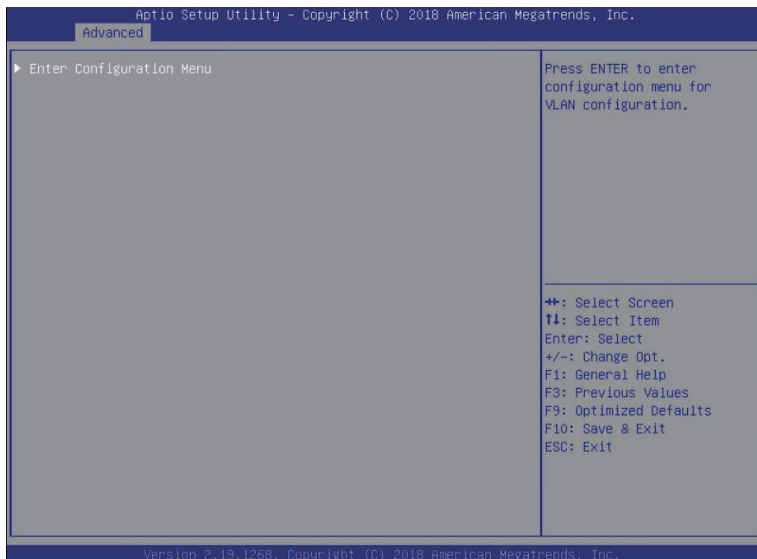 Aptio Setup Utility – Copyright (C) 2018 American Megatrends, Inc.
Advanced
▶ Enter Configuration Menu
Press ENTER to enter
configuration menu for
VLAN configuration.
→←: Select Screen
↑↓: Select Item
Enter: Select
+/-: Change Opt.
F1: General Help
F3: Previous Values
F9: Optimized Defaults
F10: Save & Exit
ESC: Exit
Version 2.19.1268. Copyright (C) 2018 American Megatrends, Inc.